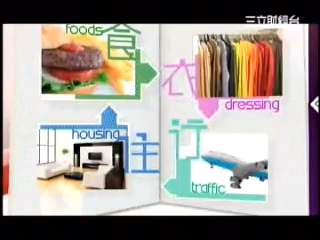 三立財經台
foods
食
衣
dressing
housing
住
行
traffic